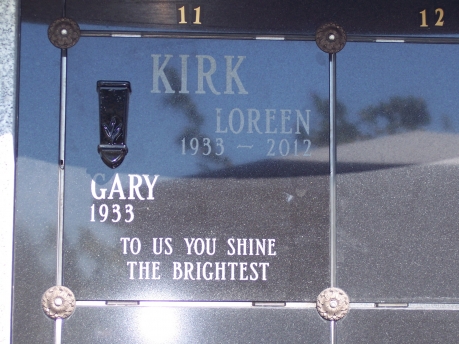 11
12
KIRK
LOREEN
1933 ~ 2012
GARY
1933
TO US YOU SHINE
THE BRIGHTEST